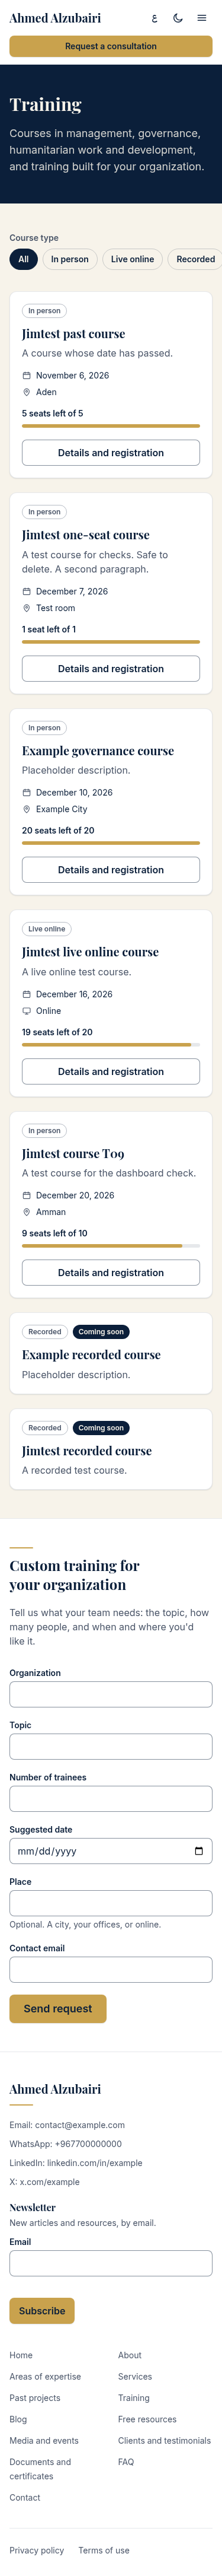 Ahmed Alzubairi
ع
Request a consultation
Training
Courses in management, governance,
humanitarian work and development,
and training built for your organization.
Course type
All
In person
Live online
Recorded
In person
Jimtest past course
A course whose date has passed.
November 6, 2026
Aden
5 seats left of 5
Details and registration
In person
Jimtest one-seat course
A test course for checks. Safe to
delete. A second paragraph.
December 7, 2026
Test room
1 seat left of 1
Details and registration
In person
Example governance course
Placeholder description.
December 10, 2026
Example City
20 seats left of 20
Details and registration
Live online
Jimtest live online course
A live online test course.
December 16, 2026
Online
19 seats left of 20
Details and registration
In person
Jimtest course T09
A test course for the dashboard check.
December 20, 2026
Amman
9 seats left of 10
Details and registration
Recorded
Coming soon
Example recorded course
Placeholder description.
Recorded
Coming soon
Jimtest recorded course
A recorded test course.
Custom training for
your organization
Tell us what your team needs: the topic, how
many people, and when and where you'd
like it.
Organization
Topic
Number of trainees
Suggested date
mm/dd/yyyy
Place
Optional. A city, your offices, or online.
Contact email
Send request
Ahmed Alzubairi
Email: contact@example.com
WhatsApp: +967700000000
LinkedIn: linkedin.com/in/example
X: x.com/example
Newsletter
New articles and resources, by email.
Email
Subscribe
Home
About
Areas of expertise
Services
Past projects
Training
Blog
Free resources
Media and events
Clients and testimonials
Documents and
certificates
FAQ
Contact
Privacy policy
Terms of use